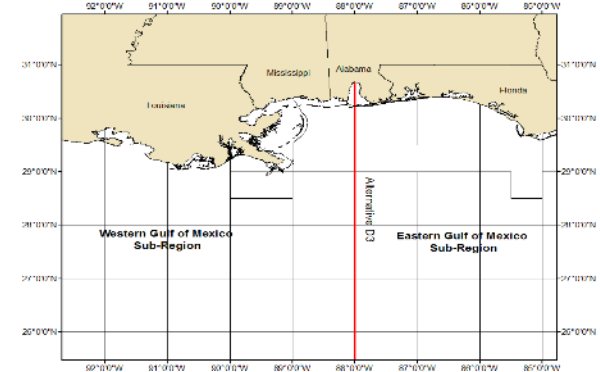 92°0'0"W 91°0'0"W 90°0'0"W 89°0'0"W 88°0'0"W 87°0'0"W 86°0'0"W 85°0'0"W
31°0'0"N 31°0'0"N
Mississippi Alabama
Florida
Louisiana
30°0'0"N 30°0'0"N
29°0'0"N 29°0'0"N
Alternative D3
28°0'0"N 28°0'0"N
Western Gulf of Mexico
Sub-Region
Eastern Gulf of Mexico
Sub-Region
27°0'0"N 27°0'0"N
26°0'0"N 26°0'0"N
92°0'0"W 91°0'0"W 90°0'0"W 89°0'0"W 88°0'0"W 87°0'0"W 86°0'0"W 85°0'0"W